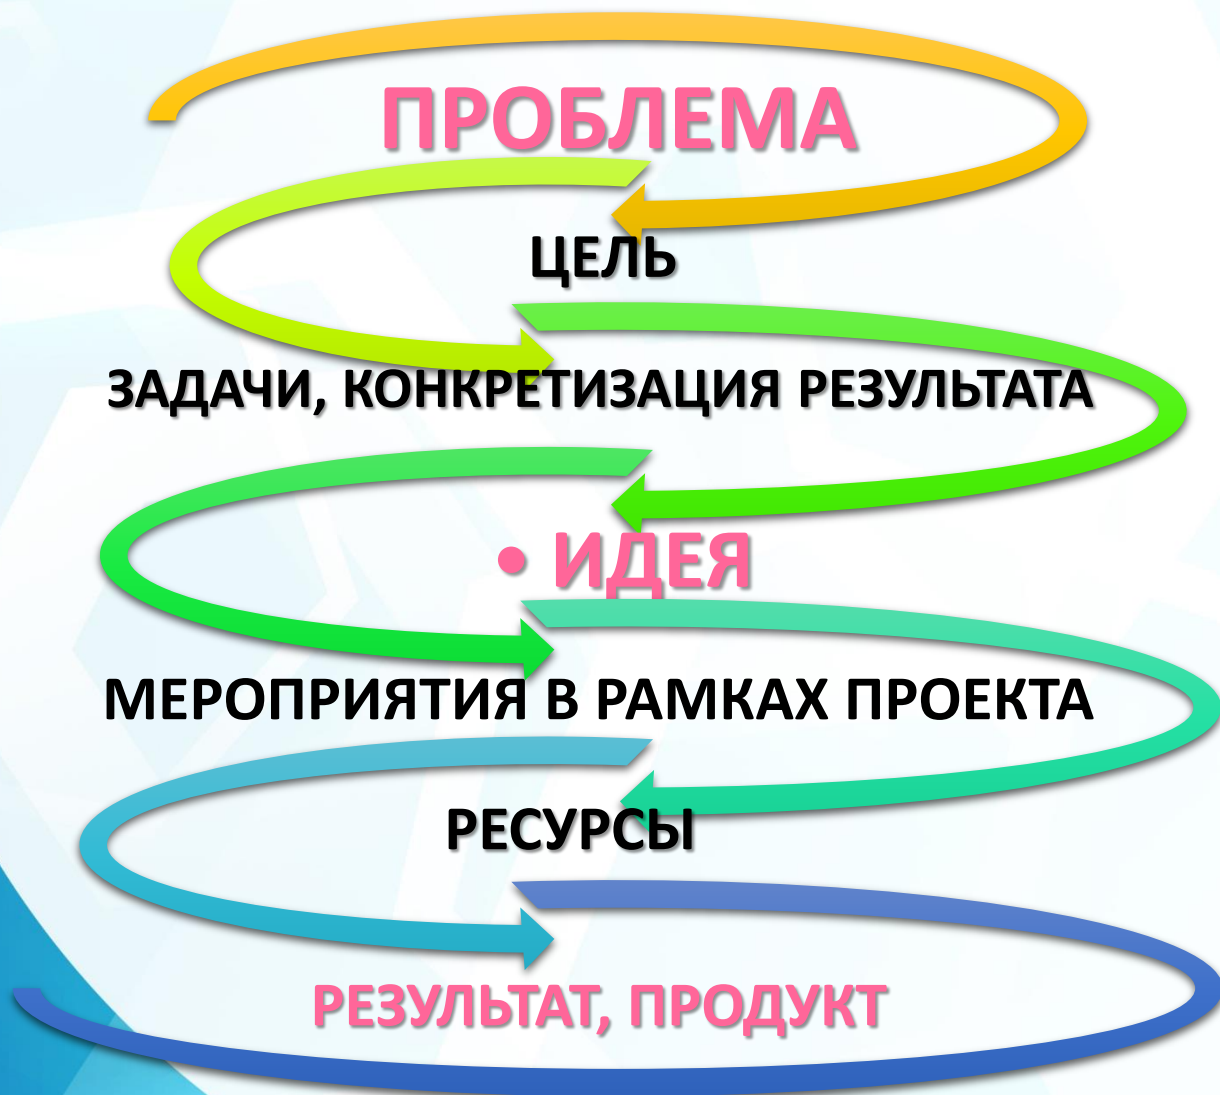 ПРОБЛЕМА
ЦЕЛЬ
ЗАДАЧИ, КОНКРЕТИЗАЦИЯ РЕЗУЛЬТАТА
• ИДЕЯ
МЕРОПРИЯТИЯ В РАМКАХ ПРОЕКТА
РЕСУРСЫ
РЕЗУЛЬТАТ, ПРОДУКТ